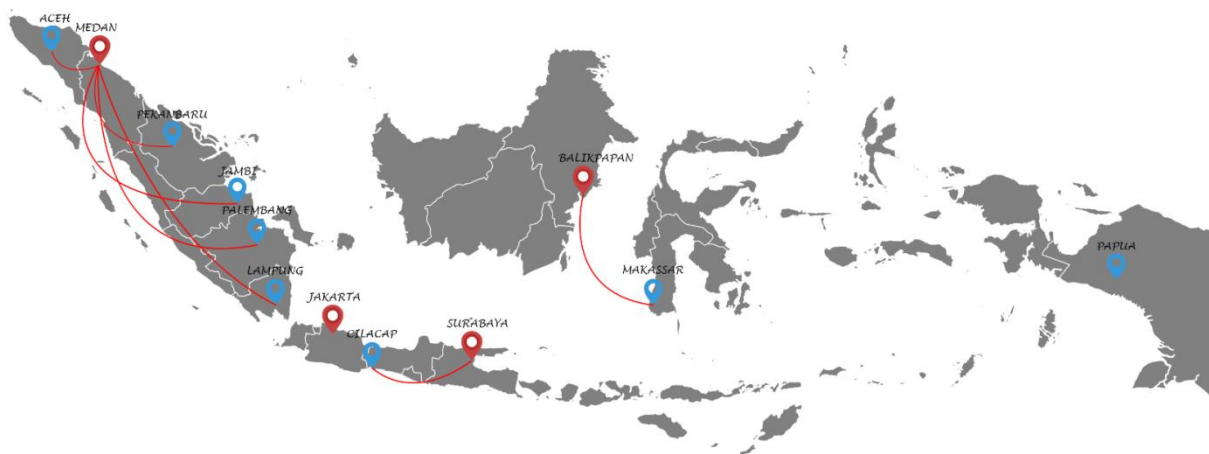 ACEH
MEDAN
PEKANBARU
JAMBI
PALEMBANG
LAMPUNG
JAKARTA
CILACAP
SURABAYA
BALIKPAPAN
MAKASSAR
PAPUA